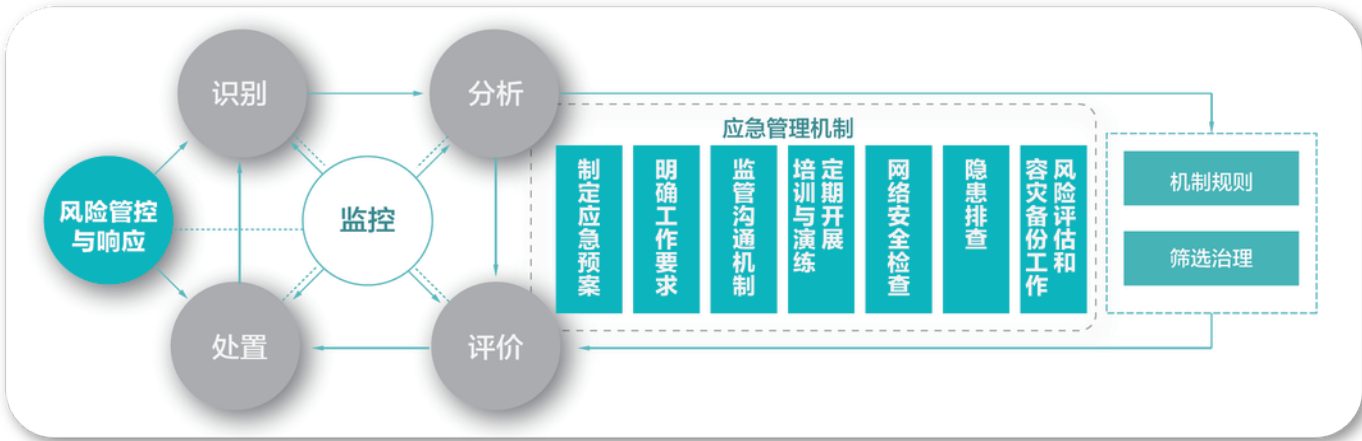 识别
分析
风险管控
与响应
监控
处置
评价
应急管理机制
制定应急预案
明确工作要求
监管沟通机制
定期开展
培训与演练
网络安全检查
隐患排查
风险评估和
容灾备份工作
机制规则
筛选治理